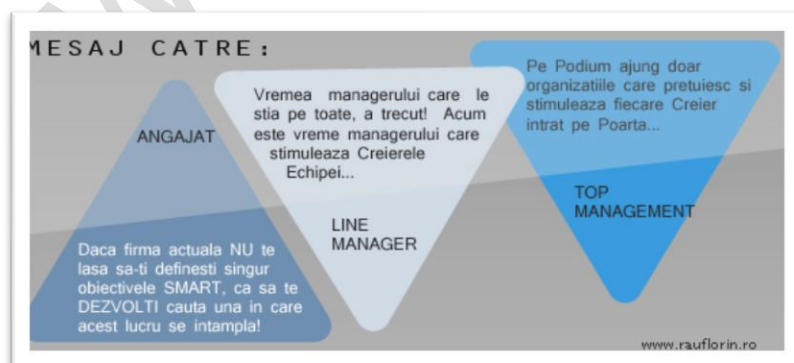 MESAJ CATRE:
ANGAJAT
Daca firma actuala NU te
lasa sa-ti definesti singur
obiectivele SMART, ca sa te
DEZVOLTI cauta una in care
acest lucru se intampla!
Vremea managerului care le
stia pe toate, a trecut! Acum
este vreme managerului care
stimuleaza Creierele
Echipei...
LINE
MANAGER
Pe Podium ajung doar
organizatiile care pretuiesc si
stimuleaza fiecare Creier
intrat pe Poarta...
TOP
MANAGEMENT
www.rauflorin.ro